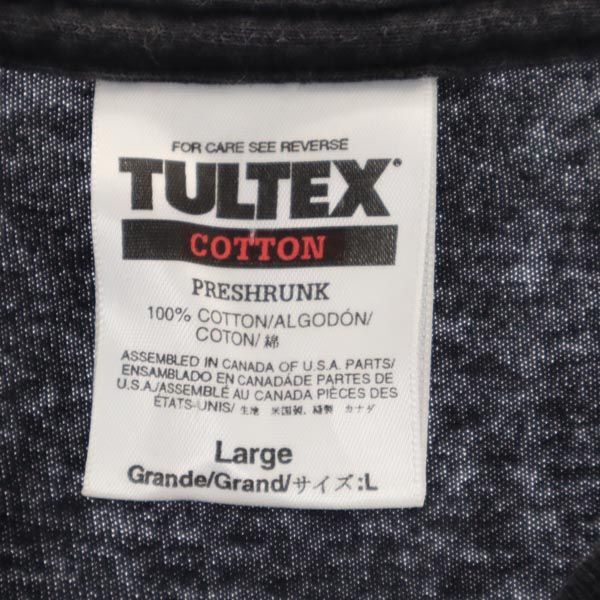 FOR CARE SEE REVERSE
TULTEX®
COTTON
PRESHRUNK
100% COTTON/ALGODÓN/
COTON/綿
ASSEMBLED IN CANADA OF U.S.A. PARTS/
ENSAMBLADO EN CANADÁDE PARTES DE
U.S.A./ASSEMBLÉ AU CANADA PIÈCES DES
ÉTATS-UNIS/生地 米国製、縫製 カナダ
Large
Grande/Grand/サイズ:L